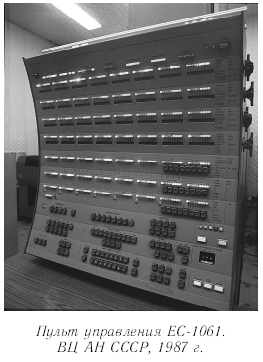 Пульт управления ЕС-1061.
ВЦ АН СССР, 1987 г.